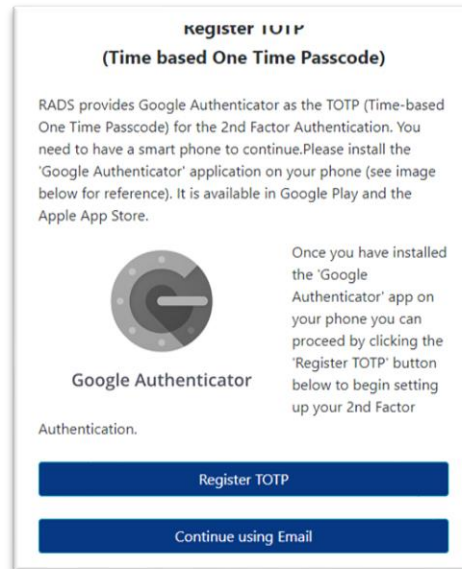 Register TOTP
(Time based One Time Passcode)
RADS provides Google Authenticator as the TOTP (Time-based
One Time Passcode) for the 2nd Factor Authentication. You
need to have a smart phone to continue.Please install the
'Google Authenticator' application on your phone (see image
below for reference). It is available in Google Play and the
Apple App Store.
Once you have installed
the 'Google
Authenticator' app on
your phone you can
proceed by clicking the
'Register TOTP' button
below to begin setting
up your 2nd Factor
Authentication.
Google Authenticator
Register TOTP
Continue using Email